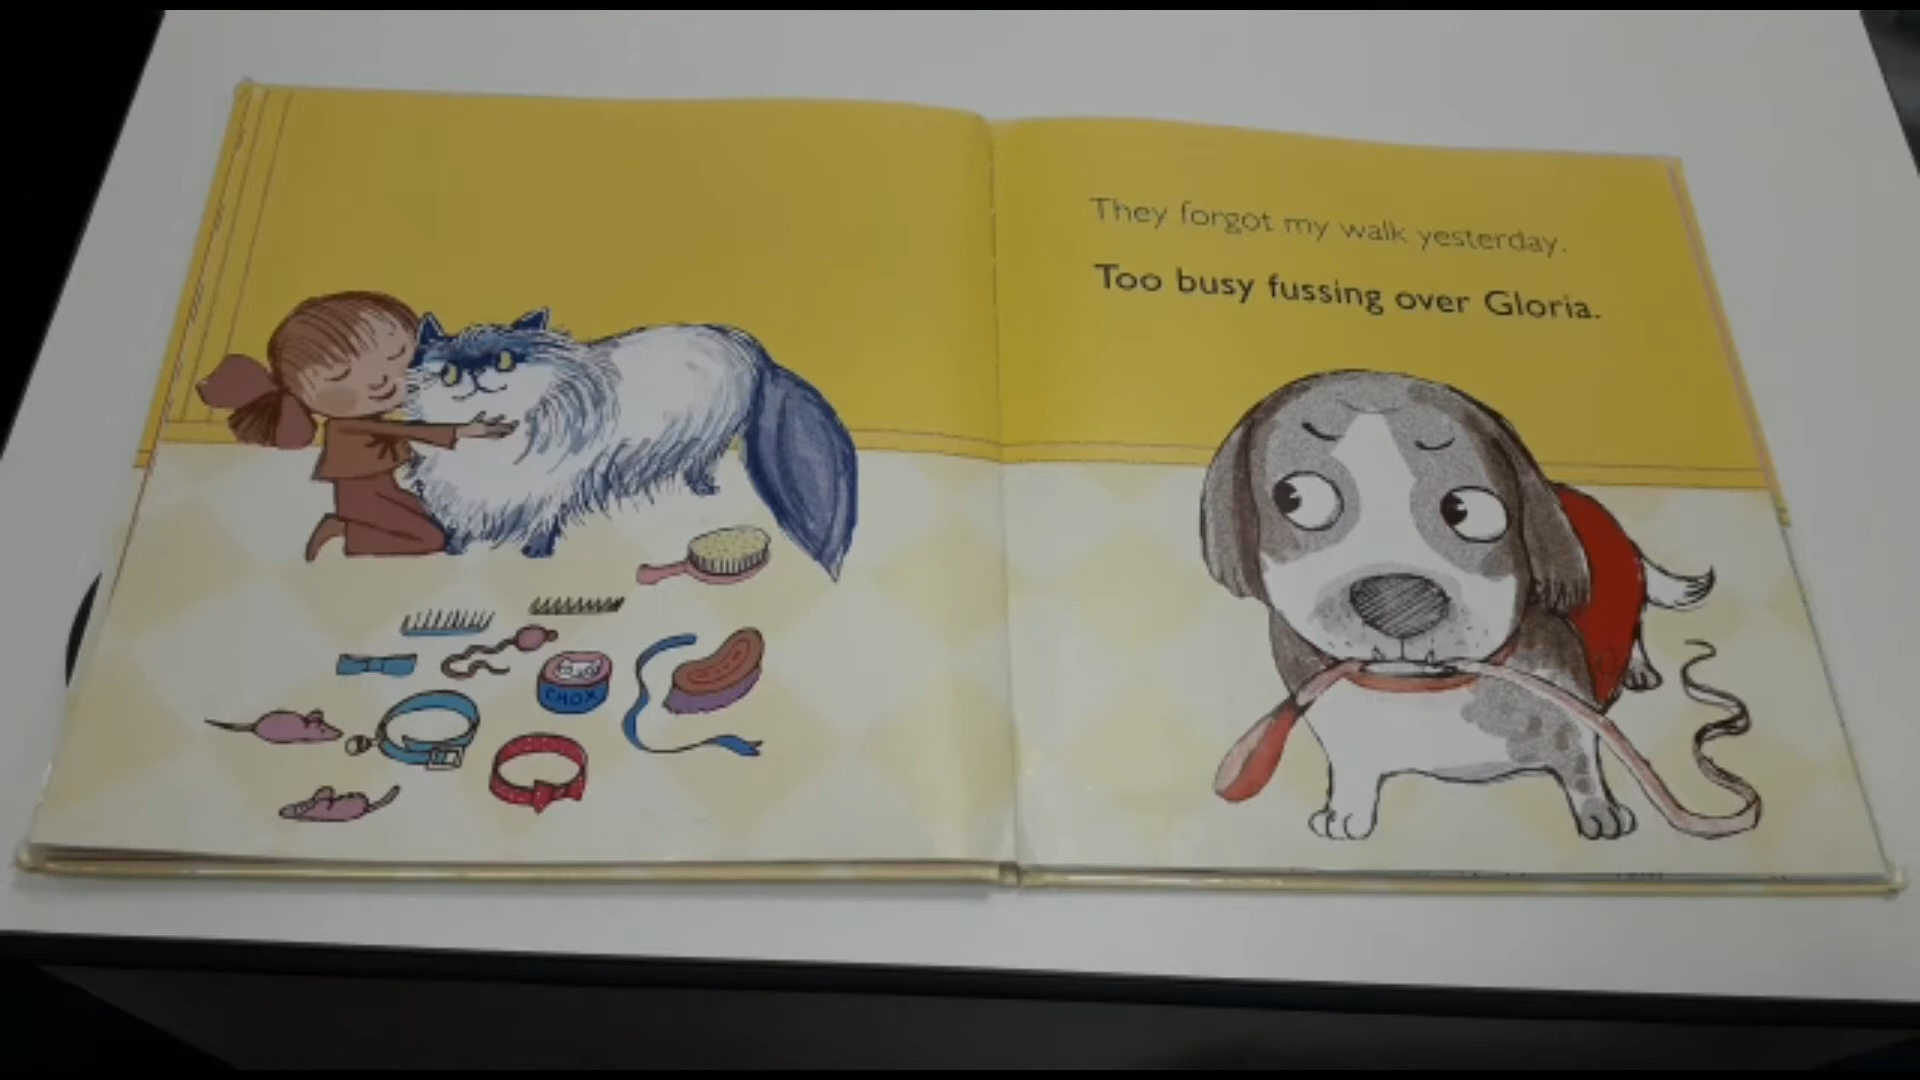 They forgot my walk yesterday.
Too busy fussing over Gloria.
CHOX